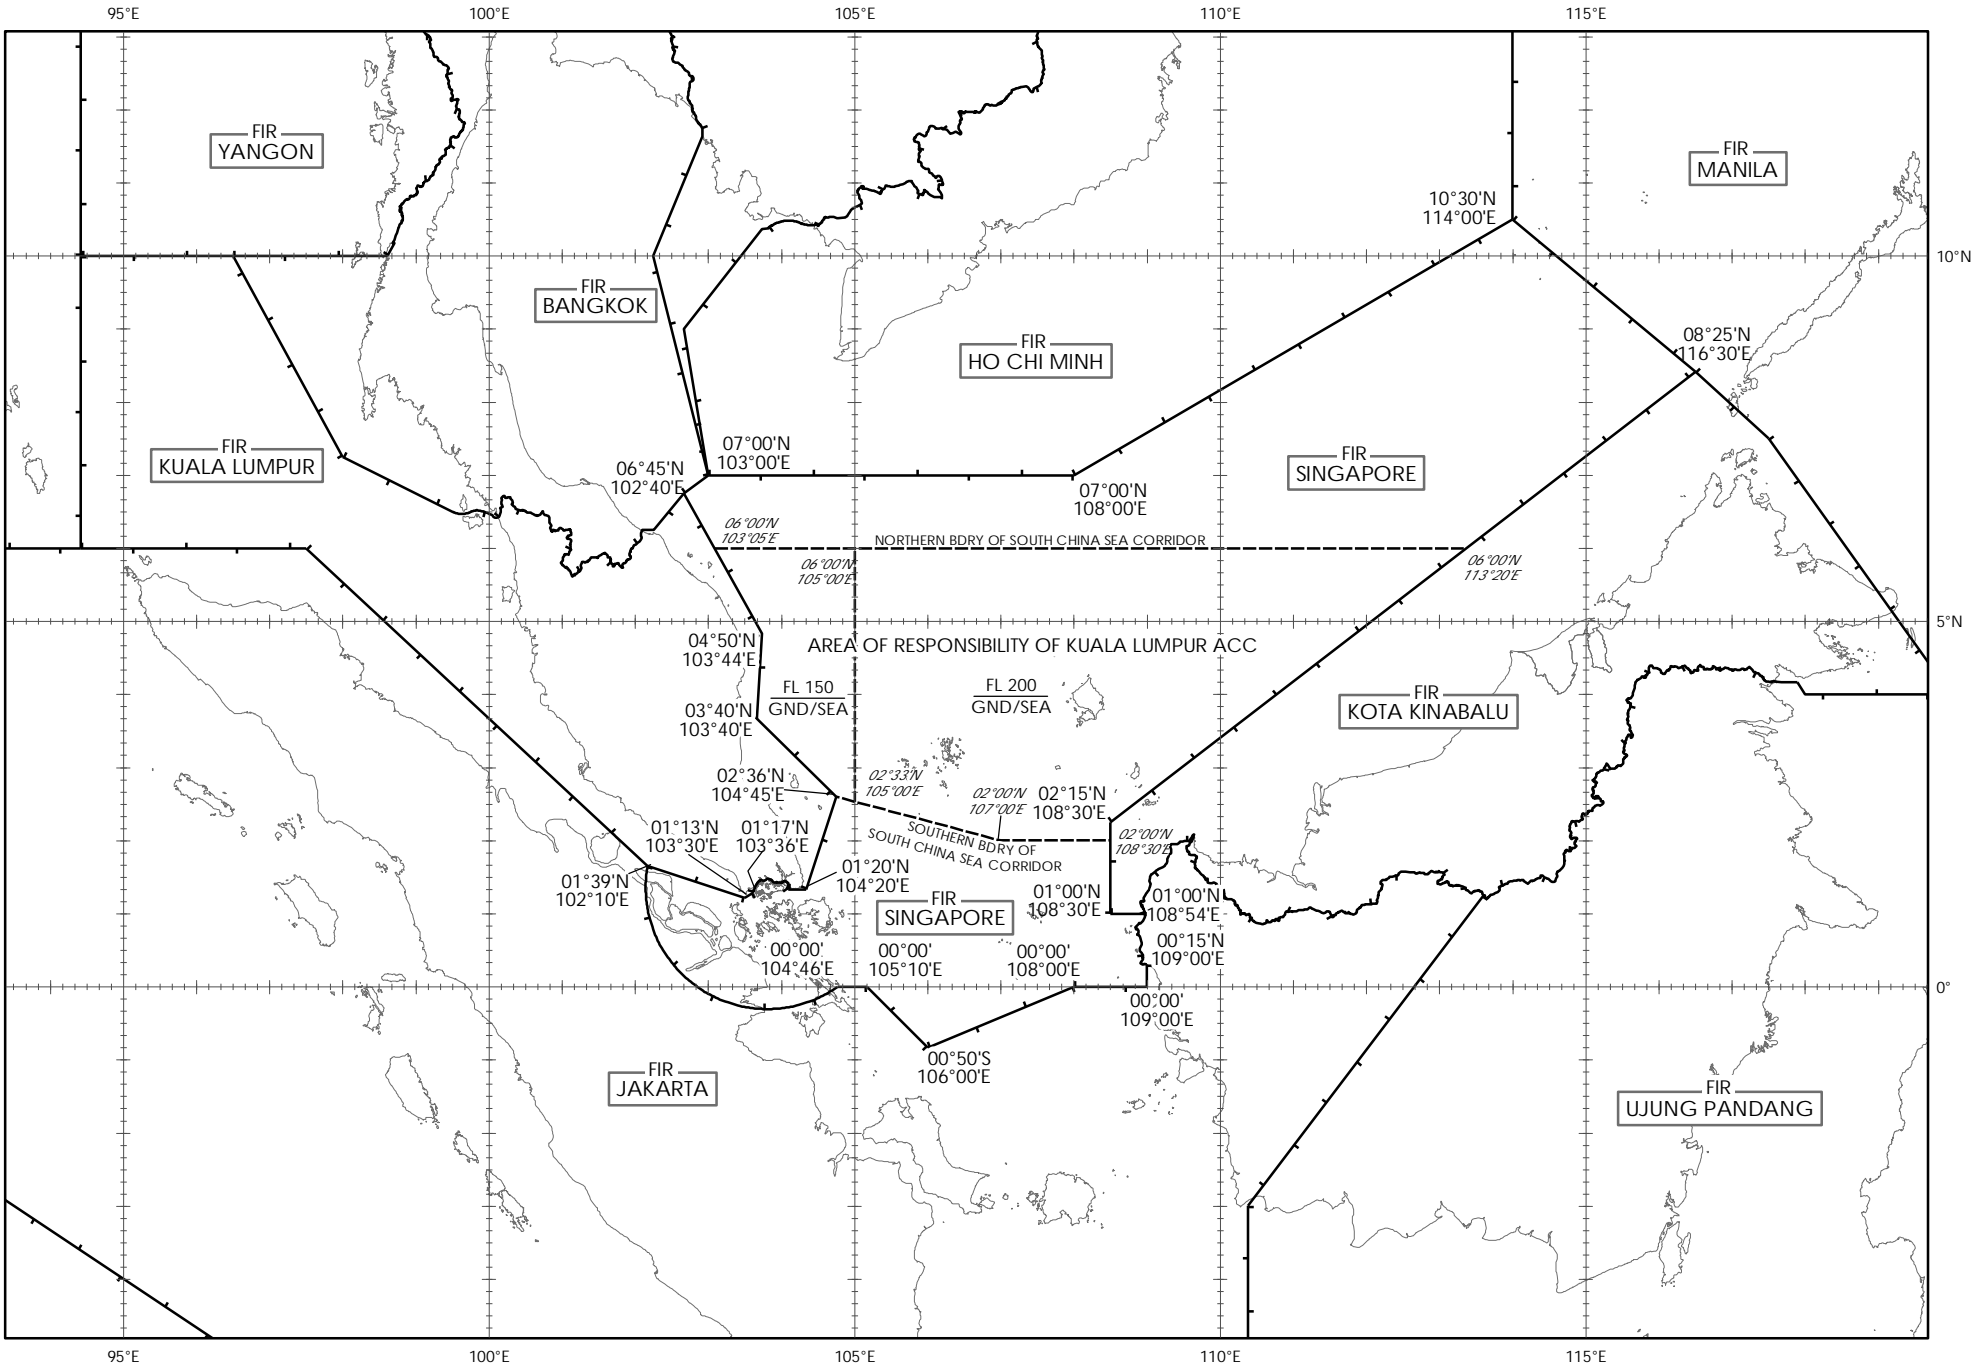 95°E
100°E
105°E
110°E
115°E
FIR
YANGON
FIR
MANILA
10°30'N
114°00'E
10°N
FIR
BANGKOK
FIR
HO CHI MINH
08°25'N
116°30'E
FIR
KUALA LUMPUR
07°00'N
103°00'E
06°45'N
102°40'E
FIR
SINGAPORE
07°00'N
108°00'E
06°00'N
103°05'E
NORTHERN BDRY OF SOUTH CHINA SEA CORRIDOR
06°00'N
105°00'E
06°00'N
113°20'E
5°N
04°50'N
103°44'E
AREA OF RESPONSIBILITY OF KUALA LUMPUR ACC
FL 150
GND/SEA
FL 200
GND/SEA
FIR
KOTA KINABALU
03°40'N
103°40'E
02°36'N
104°45'E
02°33'N
105°00'E
02°00'N
107°00'E
02°15'N
108°30'E
01°13'N
103°30'E
01°17'N
103°36'E
SOUTHERN BDRY OF
SOUTH CHINA SEA CORRIDOR
02°00'N
108°30'E
01°39'N
102°10'E
01°20'N
104°20'E
FIR
SINGAPORE
01°00'N
108°30'E
01°00'N
108°54'E
00°00'
104°46'E
00°00'
105°10'E
00°00'
108°00'E
00°15'N
109°00'E
0°
00°00'
109°00'E
00°50'S
106°00'E
FIR
JAKARTA
FIR
UJUNG PANDANG
95°E
100°E
105°E
110°E
115°E